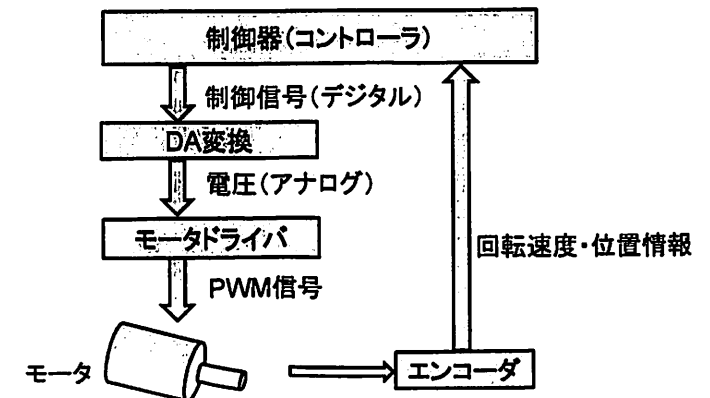 制御器(コントローラ)
制御信号(デジタル)
DA変換
電圧(アナログ)
モータドライバ
回転速度・位置情報
PWM信号
モータ
エンコーダ